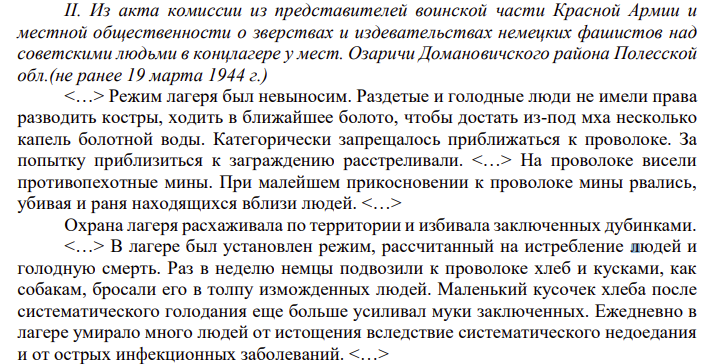 II. Из акта комиссии из представителей воинской части Красной Армии и
местной общественности о зверствах и издевательствах немецких фашистов над
советскими людьми в концлагере у мест. Озаричи Домановичского района Полесской
обл.(не ранее 19 марта 1944 г.)
<…> Режим лагеря был невыносим. Раздетые и голодные люди не имели права
разводить костры, ходить в ближайшее болото, чтобы достать из-под мха несколько
капель болотной воды. Категорически запрещалось приближаться к проволоке. За
попытку приблизиться к заграждению расстреливали. <…> На проволоке висели
противопехотные мины. При малейшем прикосновении к проволоке мины рвались,
убивая и раня находящихся вблизи людей. <…>
Охрана лагеря расхаживала по территории и избивала заключенных дубинками.
<…> В лагере был установлен режим, рассчитанный на истребление людей и
голодную смерть. Раз в неделю немцы подвозили к проволоке хлеб и кусками, как
собакам, бросали его в толпу изможденных людей. Маленький кусочек хлеба после
систематического голодания еще больше усиливал муки заключенных. Ежедневно в
лагере умирало много людей от истощения вследствие систематического недоедания
и от острых инфекционных заболеваний. <…>